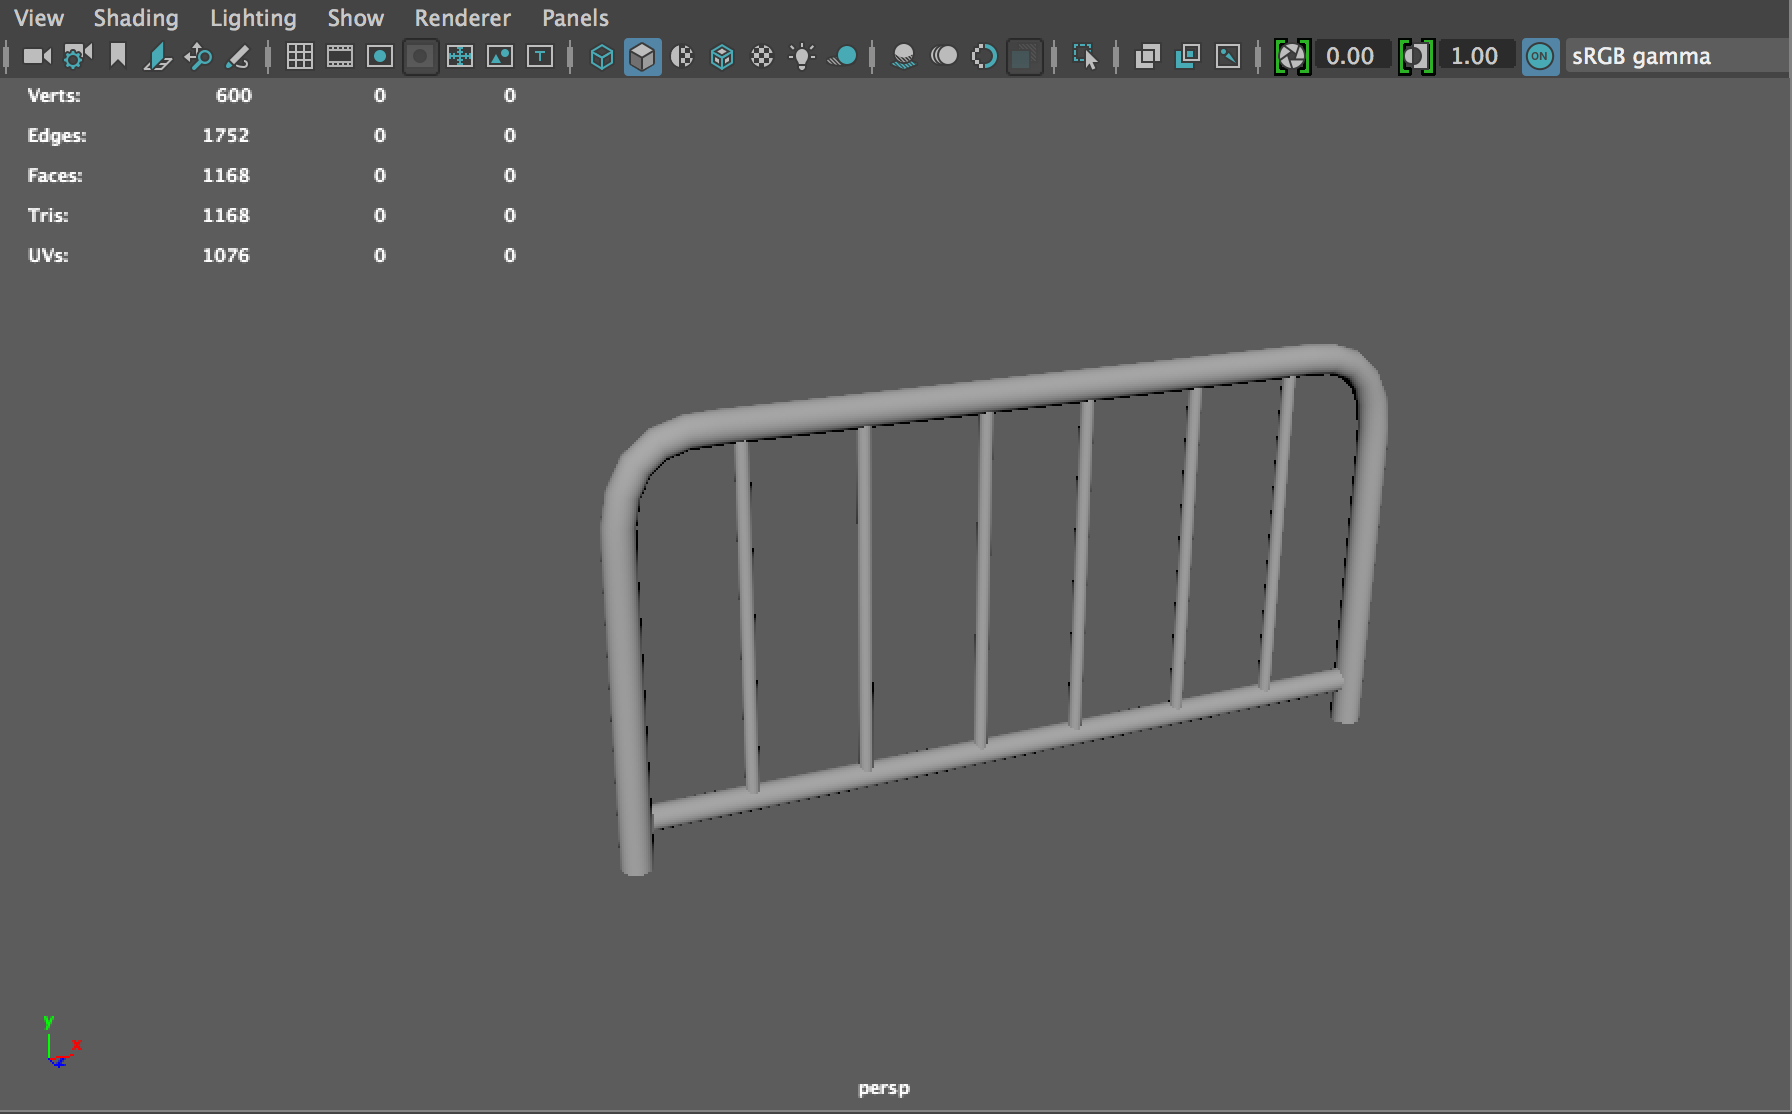 View Shading Lighting Show Renderer Panels
T 0.00 1.00 ON sRGB gamma
Verts: 600 0 0
Edges: 1752 0 0
Faces: 1168 0 0
Tris: 1168 0 0
UVs: 1076 0 0
y
x
z
persp